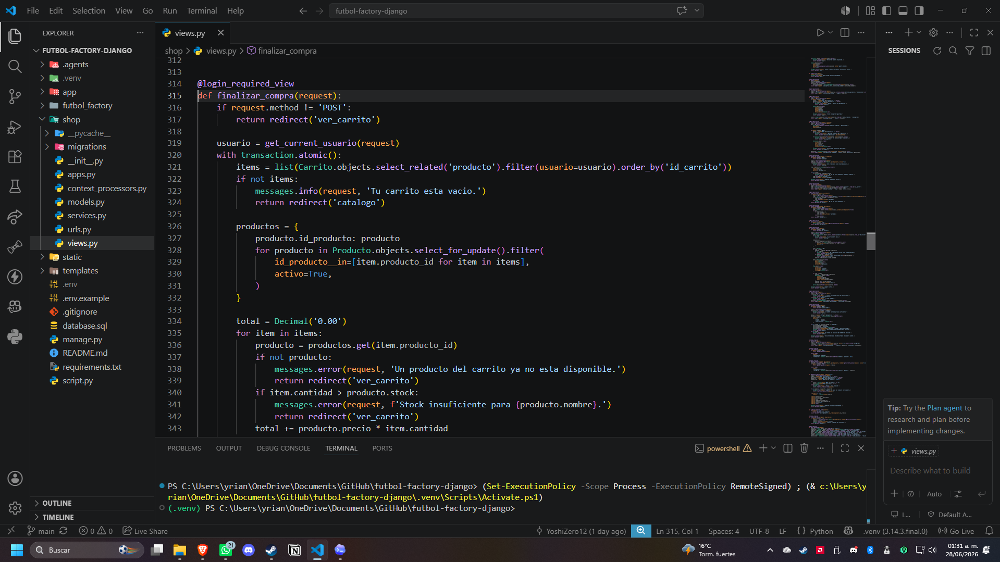 File Edit Selection View Go Run Terminal Help
futbol-factory-django
EXPLORER
FUTBOL-FACTORY-DJANGO
.agents
.venv
app
futbol_factory
shop
__pycache__
migrations
__init__.py
apps.py
context_processors.py
models.py
services.py
urls.py
views.py
static
templates
.env
.env.example
.gitignore
database.sql
manage.py
README.md
requirements.txt
script.py
OUTLINE
TIMELINE
views.py
shop > views.py > finalizar_compra
312
313
314 @login_required_view
315 def finalizar_compra(request):
316 if request.method != 'POST':
317 return redirect('ver_carrito')
318
319 usuario = get_current_usuario(request)
320 with transaction.atomic():
321 items = list(Carrito.objects.select_related('producto').filter(usuario=usuario).order_by('id_carrito'))
322 if not items:
323 messages.info(request, 'Tu carrito esta vacio.')
324 return redirect('catalogo')
325
326 productos = {
327 producto.id_producto: producto
328 for producto in Producto.objects.select_for_update().filter(
329 id_producto__in=[item.producto_id for item in items],
330 activo=True,
331 )
332 }
333
334 total = Decimal('0.00')
335 for item in items:
336 producto = productos.get(item.producto_id)
337 if not producto:
338 messages.error(request, 'Un producto del carrito ya no esta disponible.')
339 return redirect('ver_carrito')
340 if item.cantidad > producto.stock:
341 messages.error(request, f'Stock insuficiente para {producto.nombre}.')
342 return redirect('ver_carrito')
343 total += producto.precio * item.cantidad
PROBLEMS OUTPUT DEBUG CONSOLE TERMINAL PORTS
powershell
PS C:\Users\yrian\OneDrive\Documents\GitHub\futbol-factory-django> (Set-ExecutionPolicy -Scope Process -ExecutionPolicy RemoteSigned) ; (& c:\Users\y
rian\OneDrive\Documents\GitHub\futbol-factory-django\.venv\Scripts\Activate.ps1)
(.venv) PS C:\Users\yrian\OneDrive\Documents\GitHub\futbol-factory-django>
SESSIONS
Tip: Try the Plan agent to
research and plan before
implementing changes.
views.py
Describe what to build
Auto
L...
Default A...
main
0 0
Live Share
YoshiZero12 (1 day ago)
Ln 315, Col 1
Spaces: 4
UTF-8
LF
{ } Python
.venv (3.14.3.final.0)
Go Live
Buscar
21
16°C
Torm. fuertes
01:31 a. m.
28/06/2026